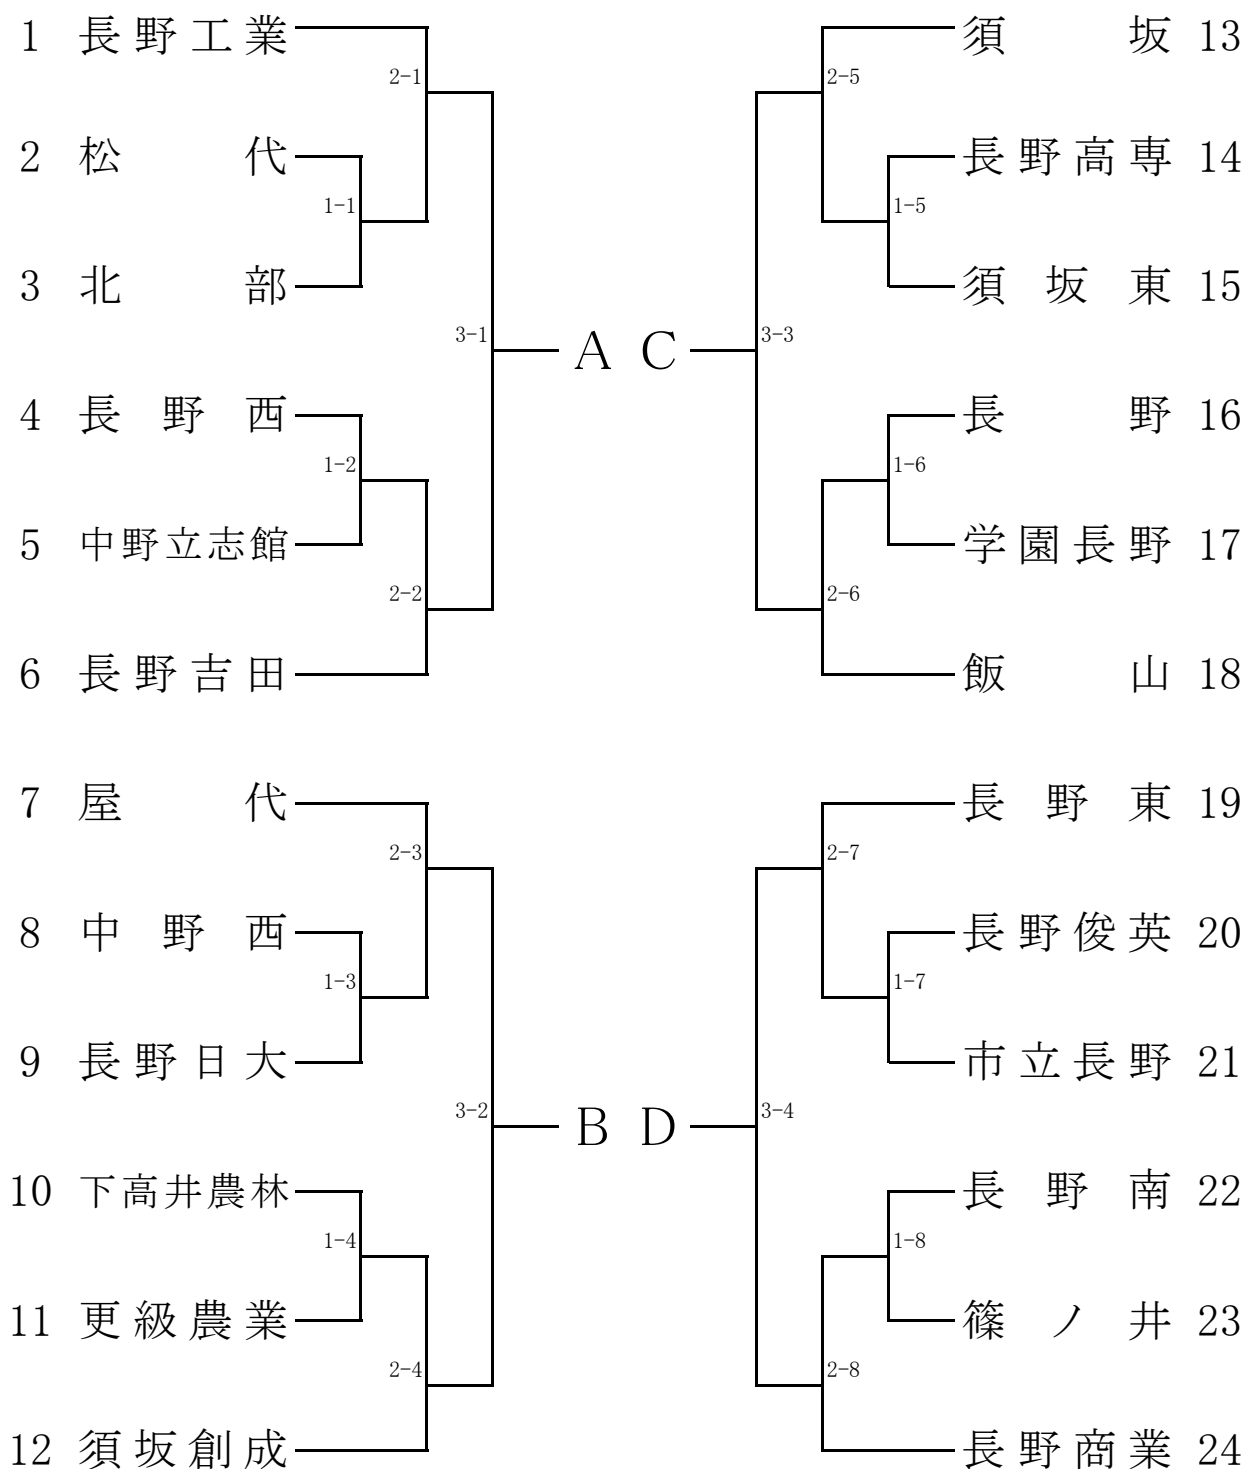 1 長野工業
2-1
2 松代
1-1
3 北部
3-1
A
4 長野西
1-2
5 中野立志館
2-2
6 長野吉田
7 屋代
2-3
8 中野西
1-3
9 長野日大
3-2
B
10 下高井農林
1-4
11 更級農業
2-4
12 須坂創成
須坂 13
2-5
長野高専 14
1-5
須坂東 15
C
3-3
長野 16
1-6
学園長野 17
2-6
飯山 18
長野東 19
2-7
長野俊英 20
1-7
市立長野 21
D
3-4
長野南 22
1-8
篠ノ井 23
2-8
長野商業 24